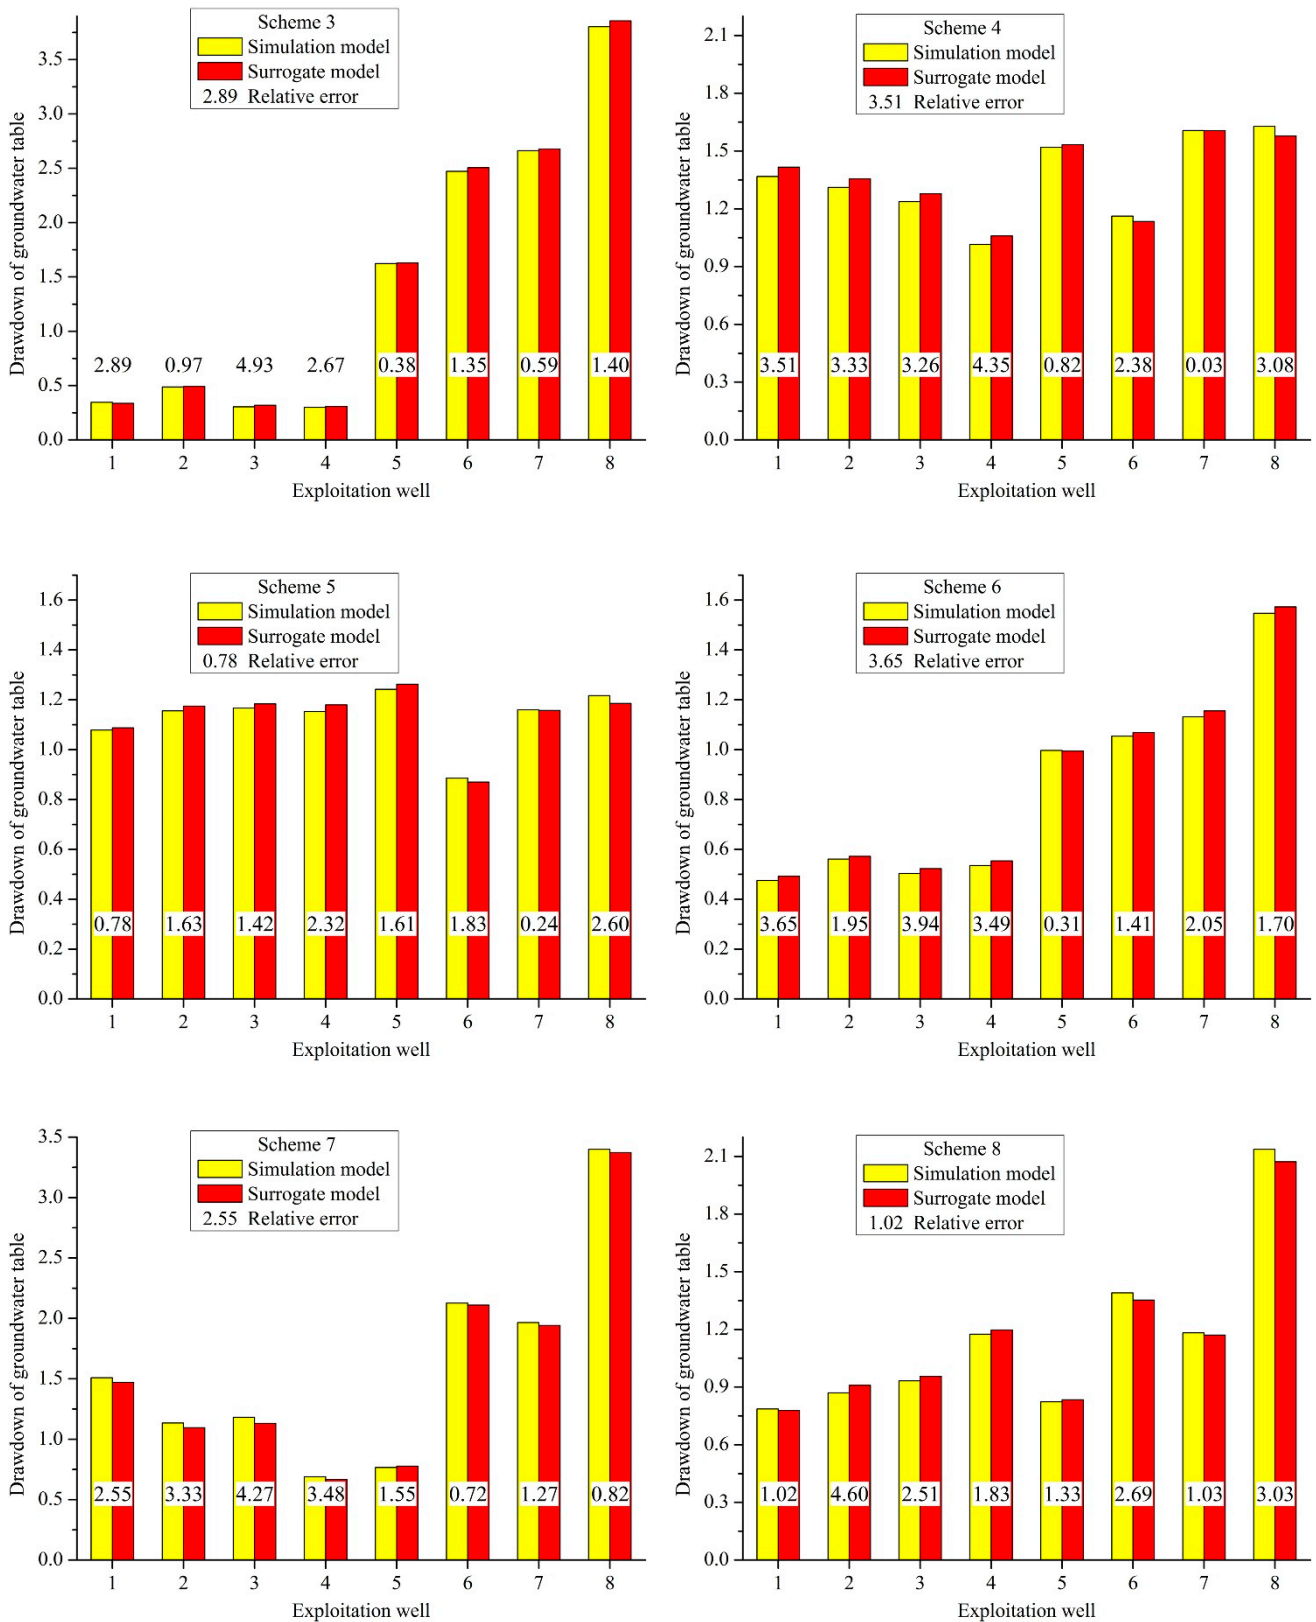 Scheme 3
Simulation model
Surrogate model
2.89 Relative error
Drawdown of groundwater table
3.5
3.0
2.5
2.0
1.5
1.0
0.5
0.0
2.89 0.97 4.93 2.67 0.38 1.35 0.59 1.40
1 2 3 4 5 6 7 8
Exploitation well
Scheme 4
Simulation model
Surrogate model
3.51 Relative error
Drawdown of groundwater table
2.1
1.8
1.5
1.2
0.9
0.6
0.3
0.0
3.51 3.33 3.26 4.35 0.82 2.38 0.03 3.08
1 2 3 4 5 6 7 8
Exploitation well
Scheme 5
Simulation model
Surrogate model
0.78 Relative error
Drawdown of groundwater table
1.6
1.4
1.2
1.0
0.8
0.6
0.4
0.2
0.0
0.78 1.63 1.42 2.32 1.61 1.83 0.24 2.60
1 2 3 4 5 6 7 8
Exploitation well
Scheme 6
Simulation model
Surrogate model
3.65 Relative error
Drawdown of groundwater table
1.6
1.4
1.2
1.0
0.8
0.6
0.4
0.2
0.0
3.65 1.95 3.94 3.49 0.31 1.41 2.05 1.70
1 2 3 4 5 6 7 8
Exploitation well
Scheme 7
Simulation model
Surrogate model
2.55 Relative error
Drawdown of groundwater table
3.5
3.0
2.5
2.0
1.5
1.0
0.5
0.0
2.55 3.33 4.27 3.48 1.55 0.72 1.27 0.82
1 2 3 4 5 6 7 8
Exploitation well
Scheme 8
Simulation model
Surrogate model
1.02 Relative error
Drawdown of groundwater table
2.1
1.8
1.5
1.2
0.9
0.6
0.3
0.0
1.02 4.60 2.51 1.83 1.33 2.69 1.03 3.03
1 2 3 4 5 6 7 8
Exploitation well